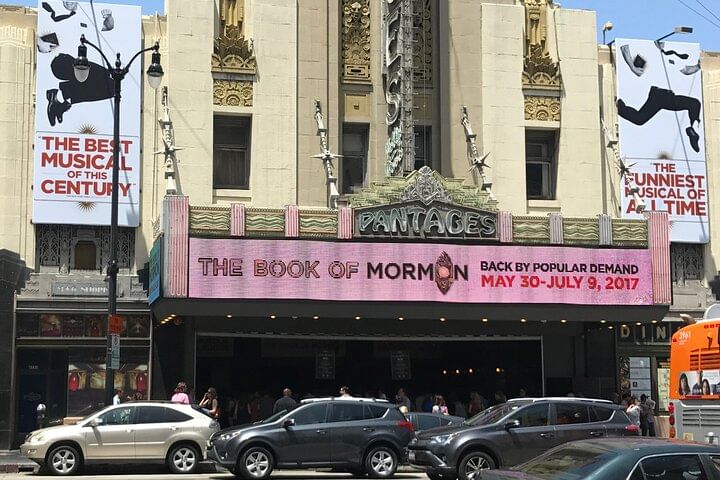 THE BEST
MUSICAL
OF THIS
CENTURY
THE
FUNNIEST
MUSICAL OF
ALL TIME
PANTAGES
THE BOOK OF MORMON
BACK BY POPULAR DEMAND
MAY 30-JULY 9, 2017
3961